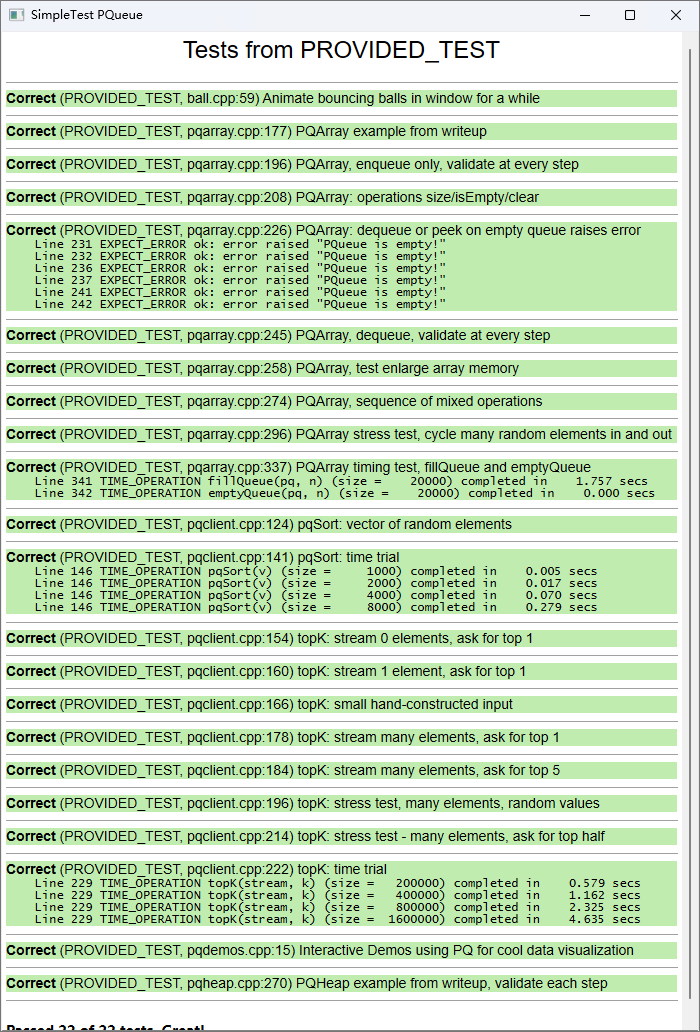 SimpleTest PQueue
Tests from PROVIDED_TEST
Correct (PROVIDED_TEST, ball.cpp:59) Animate bouncing balls in window for a while
Correct (PROVIDED_TEST, pqarray.cpp:177) PQArray example from writeup
Correct (PROVIDED_TEST, pqarray.cpp:196) PQArray, enqueue only, validate at every step
Correct (PROVIDED_TEST, pqarray.cpp:208) PQArray: operations size/isEmpty/clear
Correct (PROVIDED_TEST, pqarray.cpp:226) PQArray: dequeue or peek on empty queue raises error
Line 231 EXPECT_ERROR ok: error raised "PQueue is empty!"
Line 232 EXPECT_ERROR ok: error raised "PQueue is empty!"
Line 236 EXPECT_ERROR ok: error raised "PQueue is empty!"
Line 237 EXPECT_ERROR ok: error raised "PQueue is empty!"
Line 241 EXPECT_ERROR ok: error raised "PQueue is empty!"
Line 242 EXPECT_ERROR ok: error raised "PQueue is empty!"
Correct (PROVIDED_TEST, pqarray.cpp:245) PQArray, dequeue, validate at every step
Correct (PROVIDED_TEST, pqarray.cpp:258) PQArray, test enlarge array memory
Correct (PROVIDED_TEST, pqarray.cpp:274) PQArray, sequence of mixed operations
Correct (PROVIDED_TEST, pqarray.cpp:296) PQArray stress test, cycle many random elements in and out
Correct (PROVIDED_TEST, pqarray.cpp:337) PQArray timing test, fillQueue and emptyQueue
Line 341 TIME_OPERATION fillQueue(pq, n) (size =    20000) completed in    1.757 secs
Line 342 TIME_OPERATION emptyQueue(pq, n) (size =    20000) completed in    0.000 secs
Correct (PROVIDED_TEST, pqclient.cpp:124) pqSort: vector of random elements
Correct (PROVIDED_TEST, pqclient.cpp:141) pqSort: time trial
Line 146 TIME_OPERATION pqSort(v) (size =     1000) completed in    0.005 secs
Line 146 TIME_OPERATION pqSort(v) (size =     2000) completed in    0.017 secs
Line 146 TIME_OPERATION pqSort(v) (size =     4000) completed in    0.070 secs
Line 146 TIME_OPERATION pqSort(v) (size =     8000) completed in    0.279 secs
Correct (PROVIDED_TEST, pqclient.cpp:154) topK: stream 0 elements, ask for top 1
Correct (PROVIDED_TEST, pqclient.cpp:160) topK: stream 1 element, ask for top 1
Correct (PROVIDED_TEST, pqclient.cpp:166) topK: small hand-constructed input
Correct (PROVIDED_TEST, pqclient.cpp:178) topK: stream many elements, ask for top 1
Correct (PROVIDED_TEST, pqclient.cpp:184) topK: stream many elements, ask for top 5
Correct (PROVIDED_TEST, pqclient.cpp:196) topK: stress test, many elements, random values
Correct (PROVIDED_TEST, pqclient.cpp:214) topK: stress test - many elements, ask for top half
Correct (PROVIDED_TEST, pqclient.cpp:222) topK: time trial
Line 229 TIME_OPERATION topK(stream, k) (size =   200000) completed in    0.579 secs
Line 229 TIME_OPERATION topK(stream, k) (size =   400000) completed in    1.162 secs
Line 229 TIME_OPERATION topK(stream, k) (size =   800000) completed in    2.325 secs
Line 229 TIME_OPERATION topK(stream, k) (size =  1600000) completed in    4.635 secs
Correct (PROVIDED_TEST, pqdemos.cpp:15) Interactive Demos using PQ for cool data visualization
Correct (PROVIDED_TEST, pqheap.cpp:270) PQHeap example from writeup, validate each step
Passed 22 of 22 tests. Great!